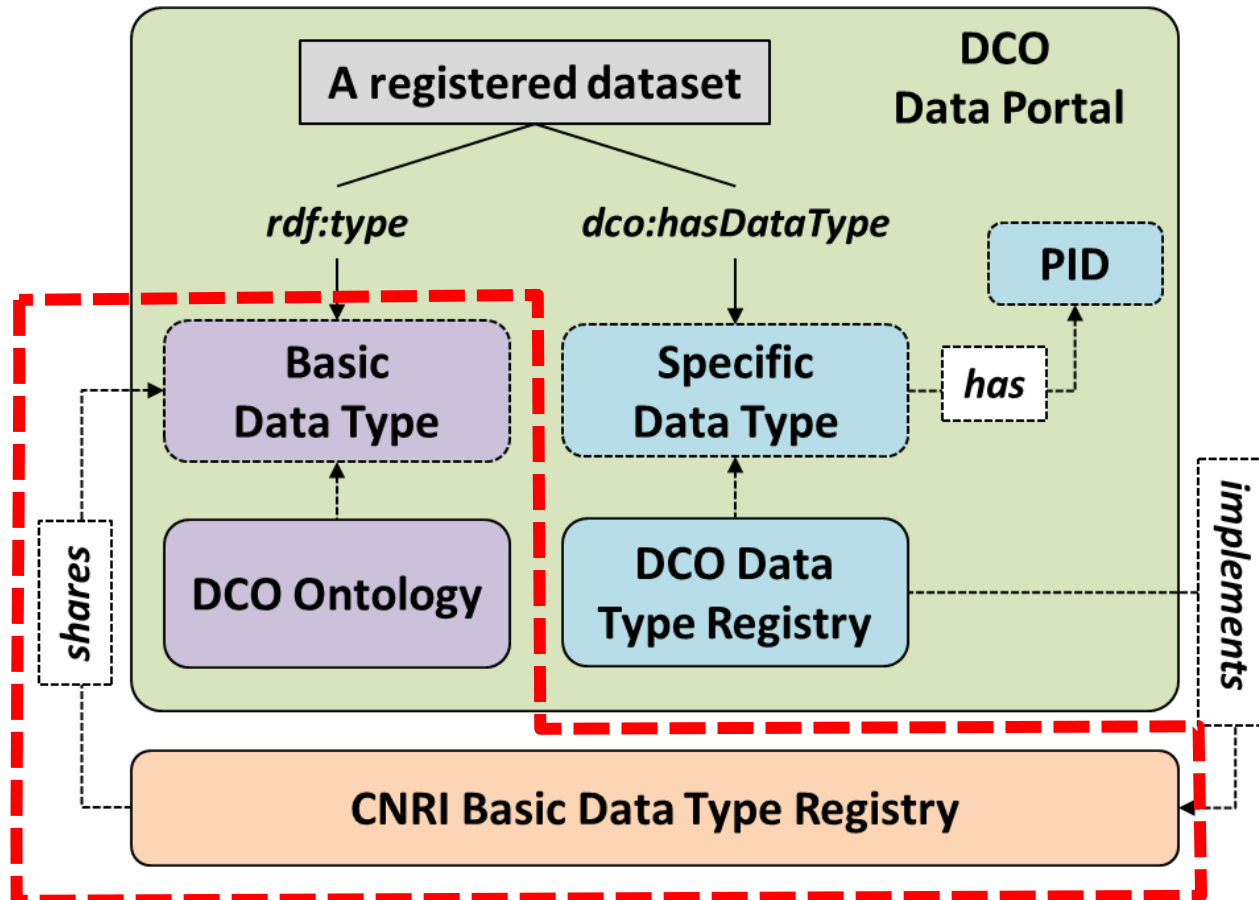 DCO
Data Portal
A registered dataset
rdf:type
dco:hasDataType
PID
Basic
Data Type
Specific
Data Type
has
implements
shares
DCO Ontology
DCO Data
Type Registry
CNRI Basic Data Type Registry